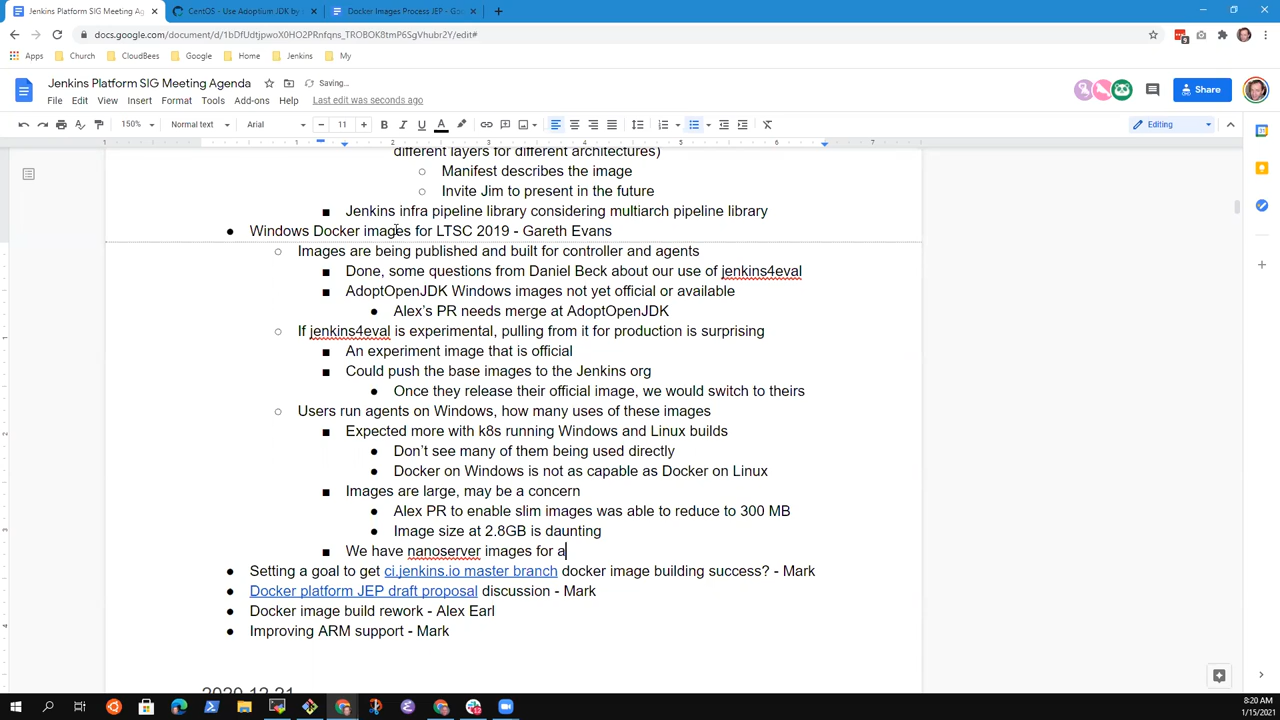 Jenkins Platform SIG Meeting Ag
CentOS - Use Adoptium JDK by
Docker Images Process JEP - Go
docs.google.com/document/d/1bDfUdtjpwoX0HO2PRnfqns_TROBOK8tmP6SgVhubr2Y/edit#
Apps
Church
CloudBees
Google
Home
Jenkins
My
Jenkins Platform SIG Meeting Agenda
Saving...
File Edit View Insert Format Tools Add-ons Help Last edit was seconds ago
Share
150% Normal text Arial 11 Editing
1 1 2 3 4 5 6 7
different layers for different architectures)
○ Manifest describes the image
○ Invite Jim to present in the future
■ Jenkins infra pipeline library considering multiarch pipeline library
● Windows Docker images for LTSC 2019 - Gareth Evans
○ Images are being published and built for controller and agents
■ Done, some questions from Daniel Beck about our use of jenkins4eval
■ AdoptOpenJDK Windows images not yet official or available
● Alex's PR needs merge at AdoptOpenJDK
○ If jenkins4eval is experimental, pulling from it for production is surprising
■ An experiment image that is official
■ Could push the base images to the Jenkins org
● Once they release their official image, we would switch to theirs
○ Users run agents on Windows, how many uses of these images
■ Expected more with k8s running Windows and Linux builds
● Don't see many of them being used directly
● Docker on Windows is not as capable as Docker on Linux
■ Images are large, may be a concern
● Alex PR to enable slim images was able to reduce to 300 MB
● Image size at 2.8GB is daunting
■ We have nanoserver images for a
● Setting a goal to get ci.jenkins.io master branch docker image building success? - Mark
● Docker platform JEP draft proposal discussion - Mark
● Docker image build rework - Alex Earl
● Improving ARM support - Mark
2020-12-21
8:20 AM
1/15/2021